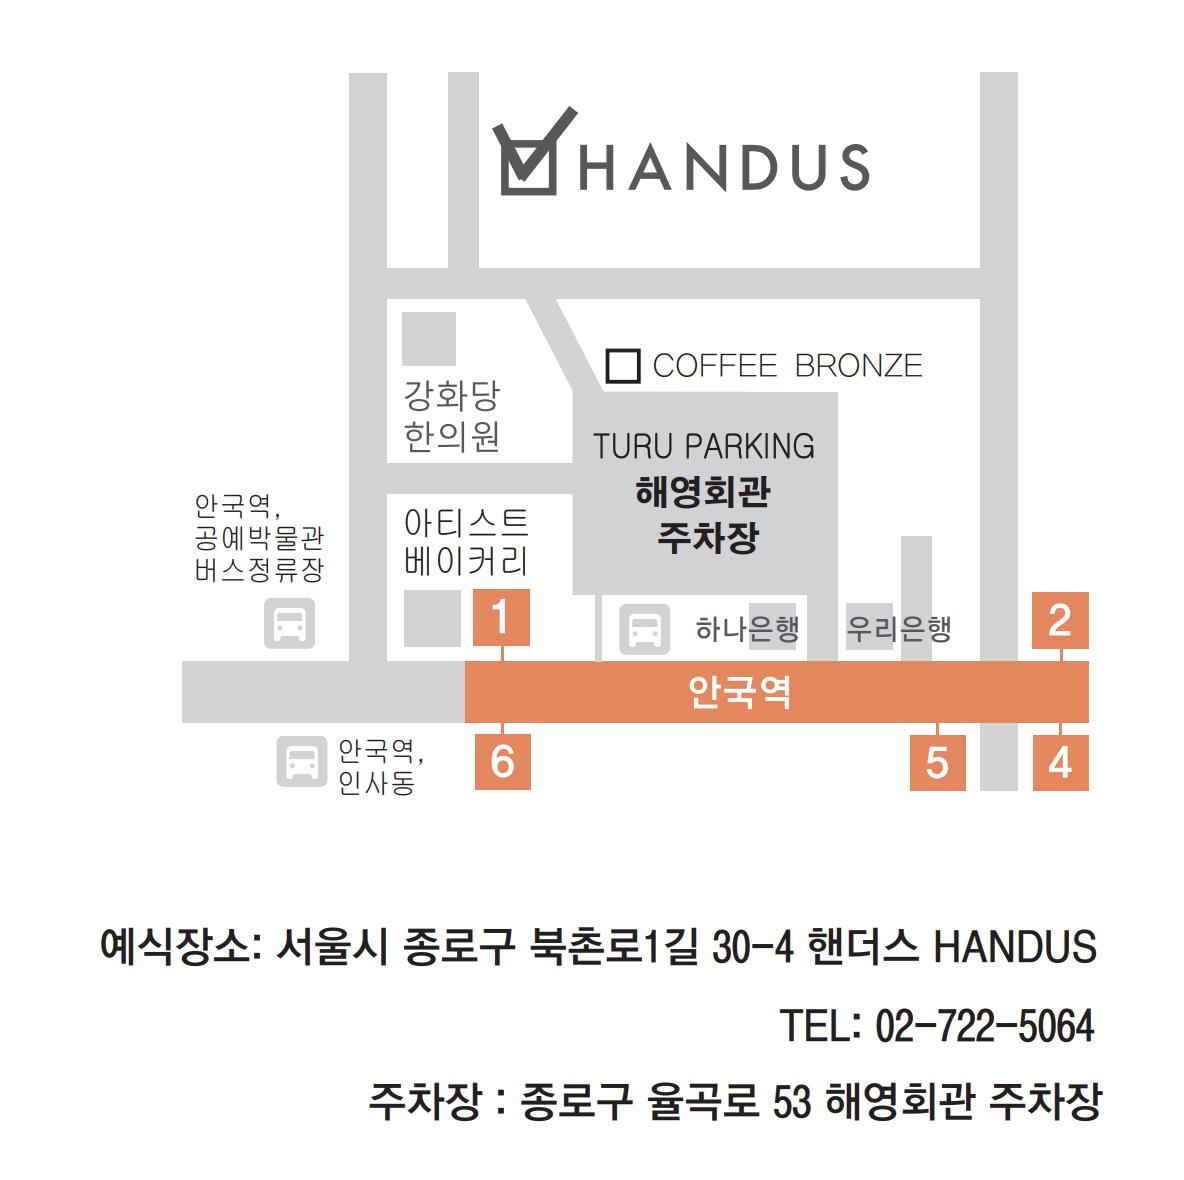 HANDUS
COFFEE BRONZE
강화당
한의원
TURU PARKING
해영회관
주차장
안국역,
공예박물관
버스정류장
아티스트
베이커리
1
하나은행
우리은행
2
안국역
6
안국역,
인사동
5
4
예식장소: 서울시 종로구 북촌로1길 30-4 핸더스 HANDUS
TEL: 02-722-5064
주차장 : 종로구 율곡로 53 해영회관 주차장